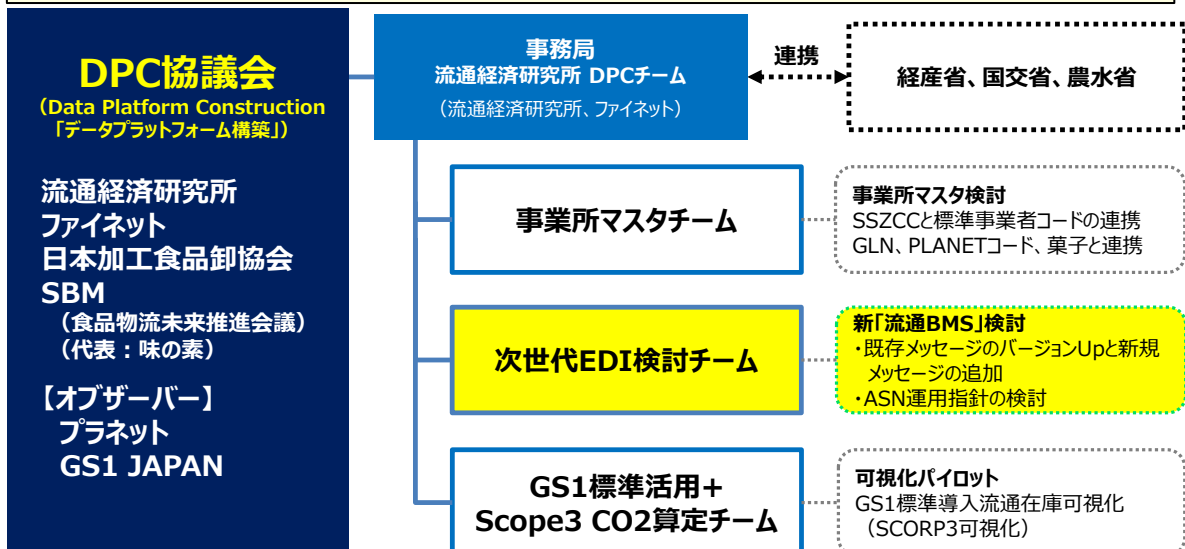 DPC協議会
（Data Platform Construction
「データプラットフォーム構築」）
流通経済研究所
ファイネット
日本加工食品卸協会
SBM
（食品物流未来推進会議）
（代表：味の素）
【オブザーバー】
プラネット
GS1 JAPAN
事務局
流通経済研究所 DPCチーム
（流通経済研究所、ファイネット）
連携
経産省、国交省、農水省
事業所マスタチーム
事業所マスタ検討
SSZCCと標準事業者コードの連携
GLN、PLANETコード、菓子と連携
次世代EDI検討チーム
新「流通BMS」検討
・既存メッセージのバージョンUpと新規
メッセージの追加
・ASN運用指針の検討
GS1標準活用＋
Scope3 CO2算定チーム
可視化パイロット
GS1標準導入流通在庫可視化
（SCORP3可視化）